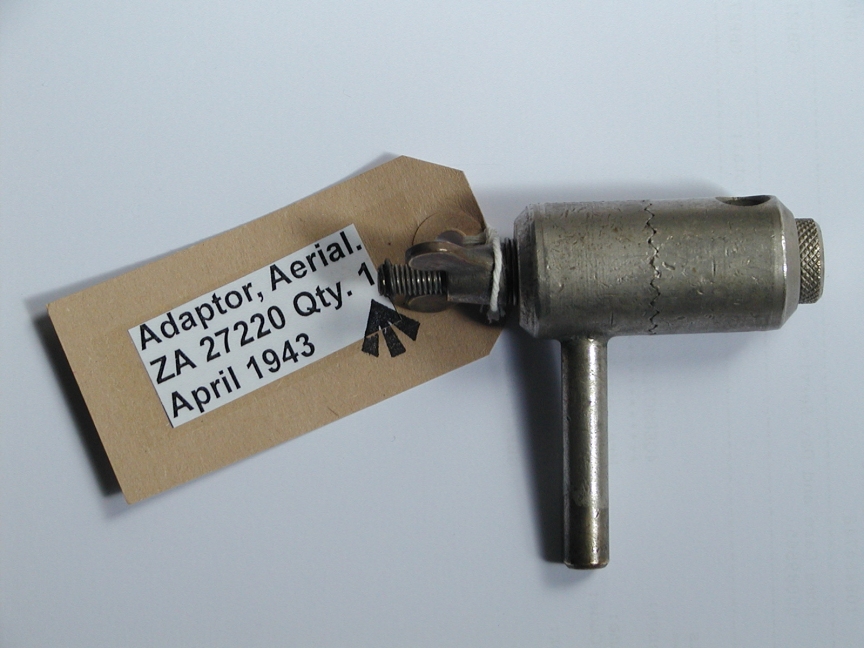 Adaptor, Aerial.
ZA 27220 Qty. 1
April 1943